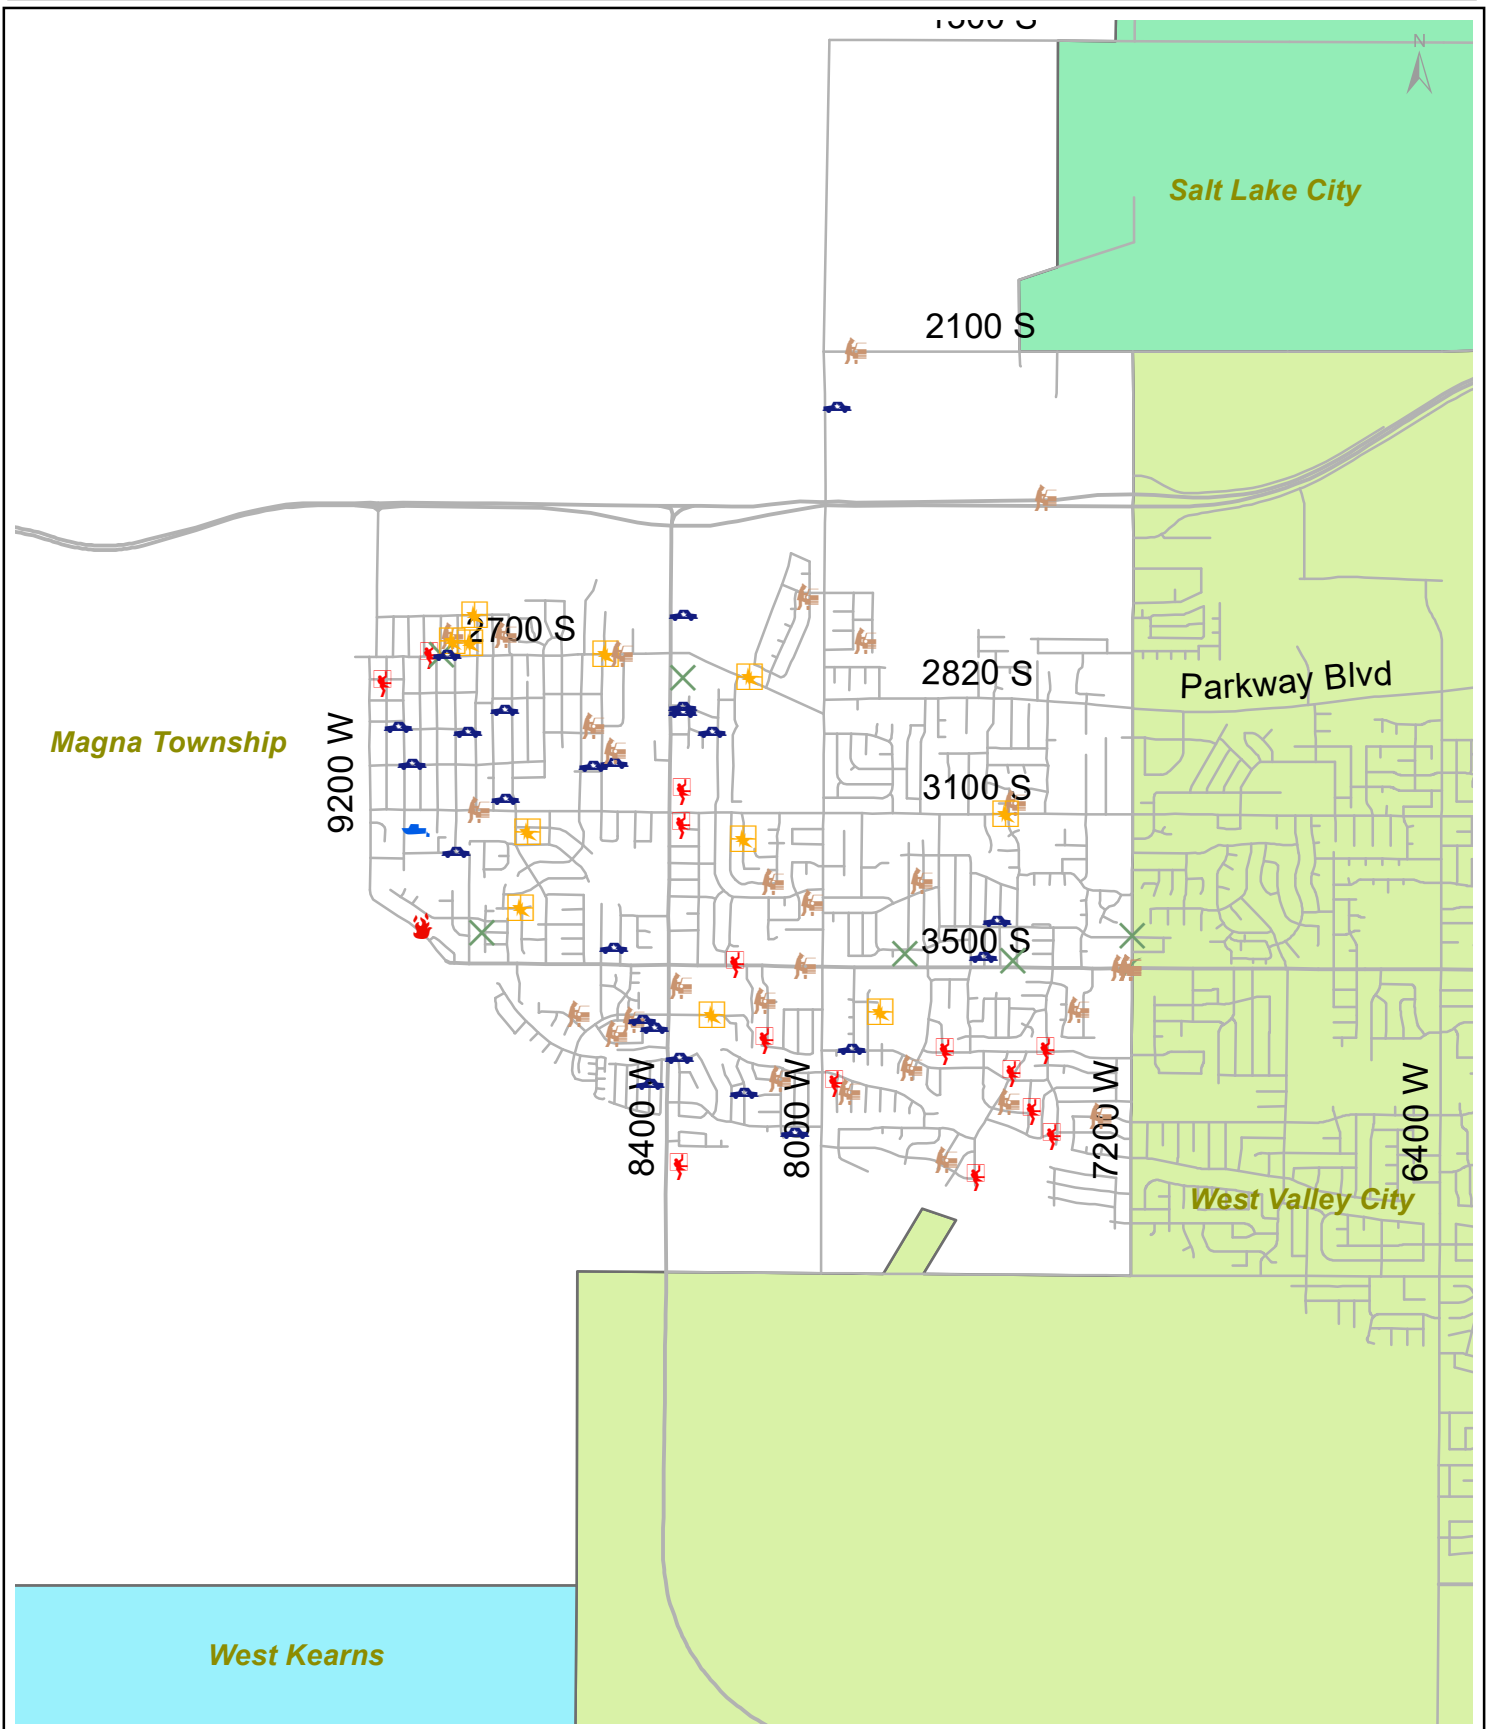 N
Salt Lake City
2100 S
2700 S
2820 S
Parkway Blvd
Magna Township
9200 W
3100 S
3500 S
8400 W
8000 W
7200 W
6400 W
West Valley City
West Kearns